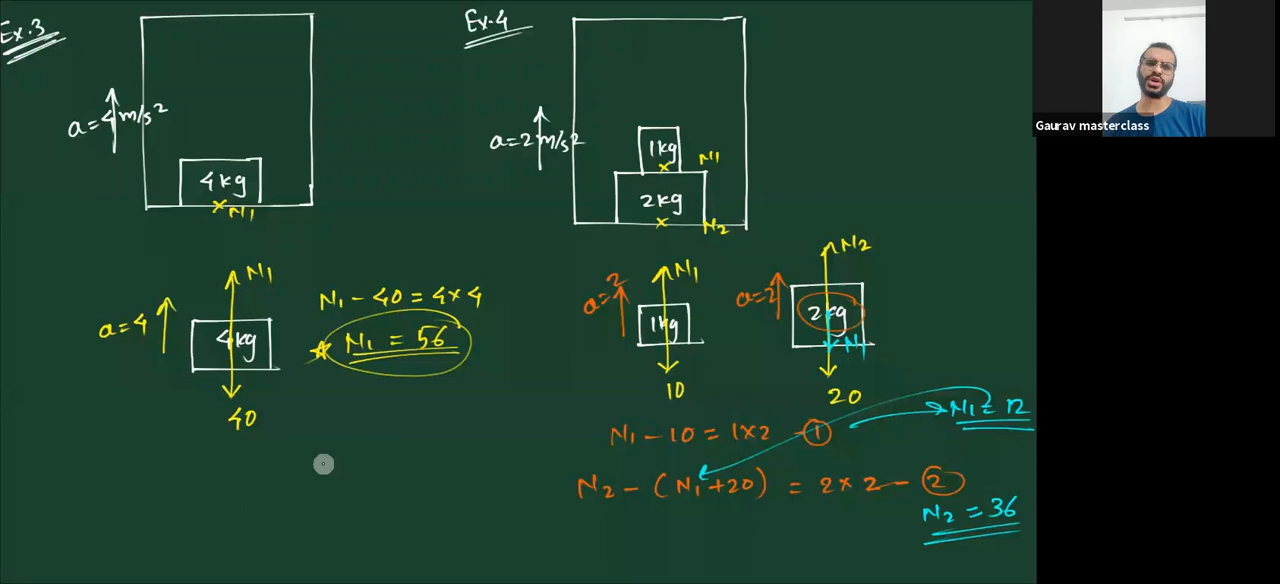 Ex.3
a=4 m/s²
4kg
N1
a=4
N1
4kg
40
N1 - 40 = 4×4
N1 = 56
Ex.4
a=2 m/s²
1kg
N1
2kg
N2
a=2
N1
1kg
10
a=2
N2
2kg
N1
20
N1 - 10 = 1×2 - 1
N1 = 12
N2 - (N1+20) = 2×2 - 2
N2 = 36
Gaurav masterclass